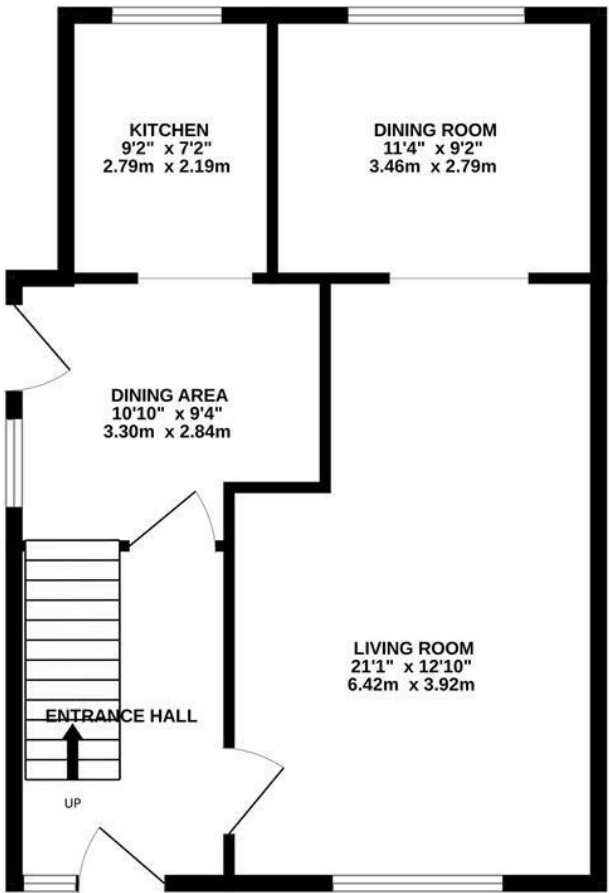 KITCHEN
9'2" x 7'2"
2.79m x 2.19m
DINING ROOM
11'4" x 9'2"
3.46m x 2.79m
DINING AREA
10'10" x 9'4"
3.30m x 2.84m
LIVING ROOM
21'1" x 12'10"
6.42m x 3.92m
ENTRANCE HALL
UP